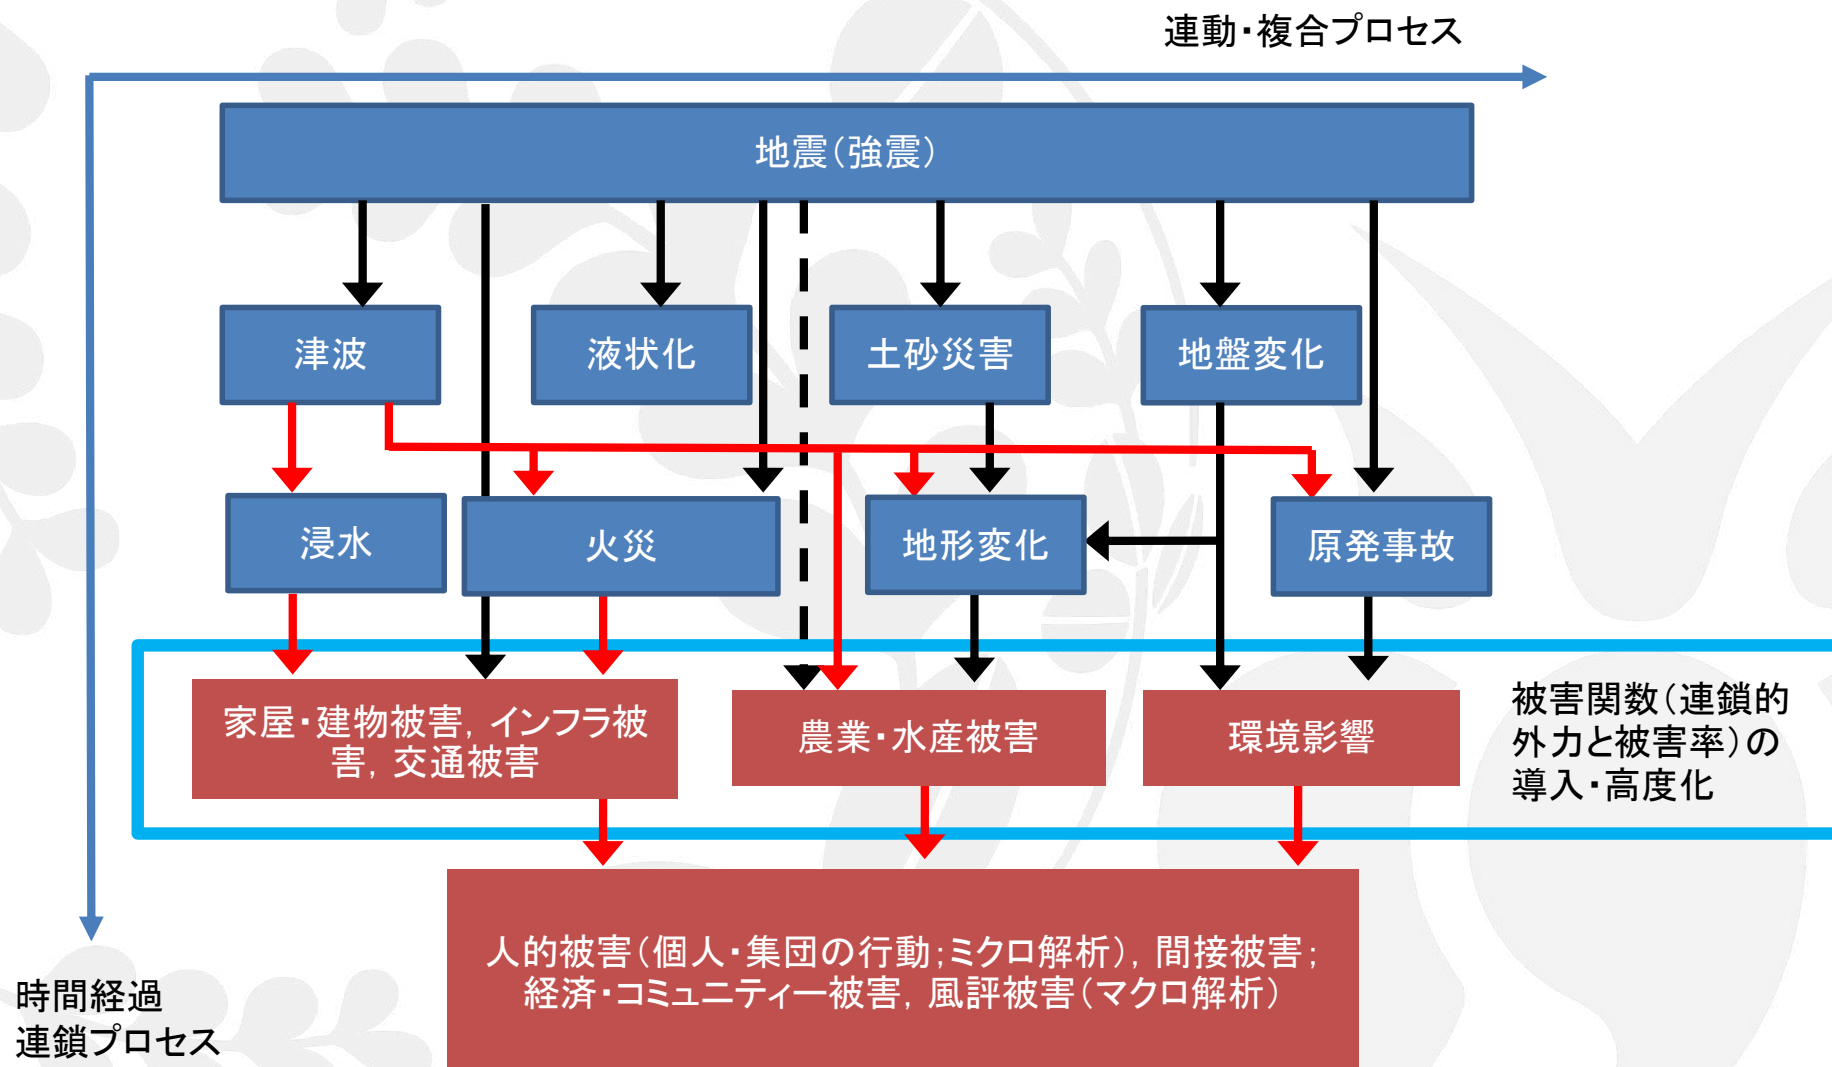 連動・複合プロセス
地震（強震）
津波
液状化
土砂災害
地盤変化
浸水
火災
地形変化
原発事故
家屋・建物被害，インフラ被
害，交通被害
農業・水産被害
環境影響
被害関数（連鎖的
外力と被害率）の
導入・高度化
人的被害（個人・集団の行動；ミクロ解析），間接被害；
経済・コミュニティー被害，風評被害（マクロ解析）
時間経過
連鎖プロセス